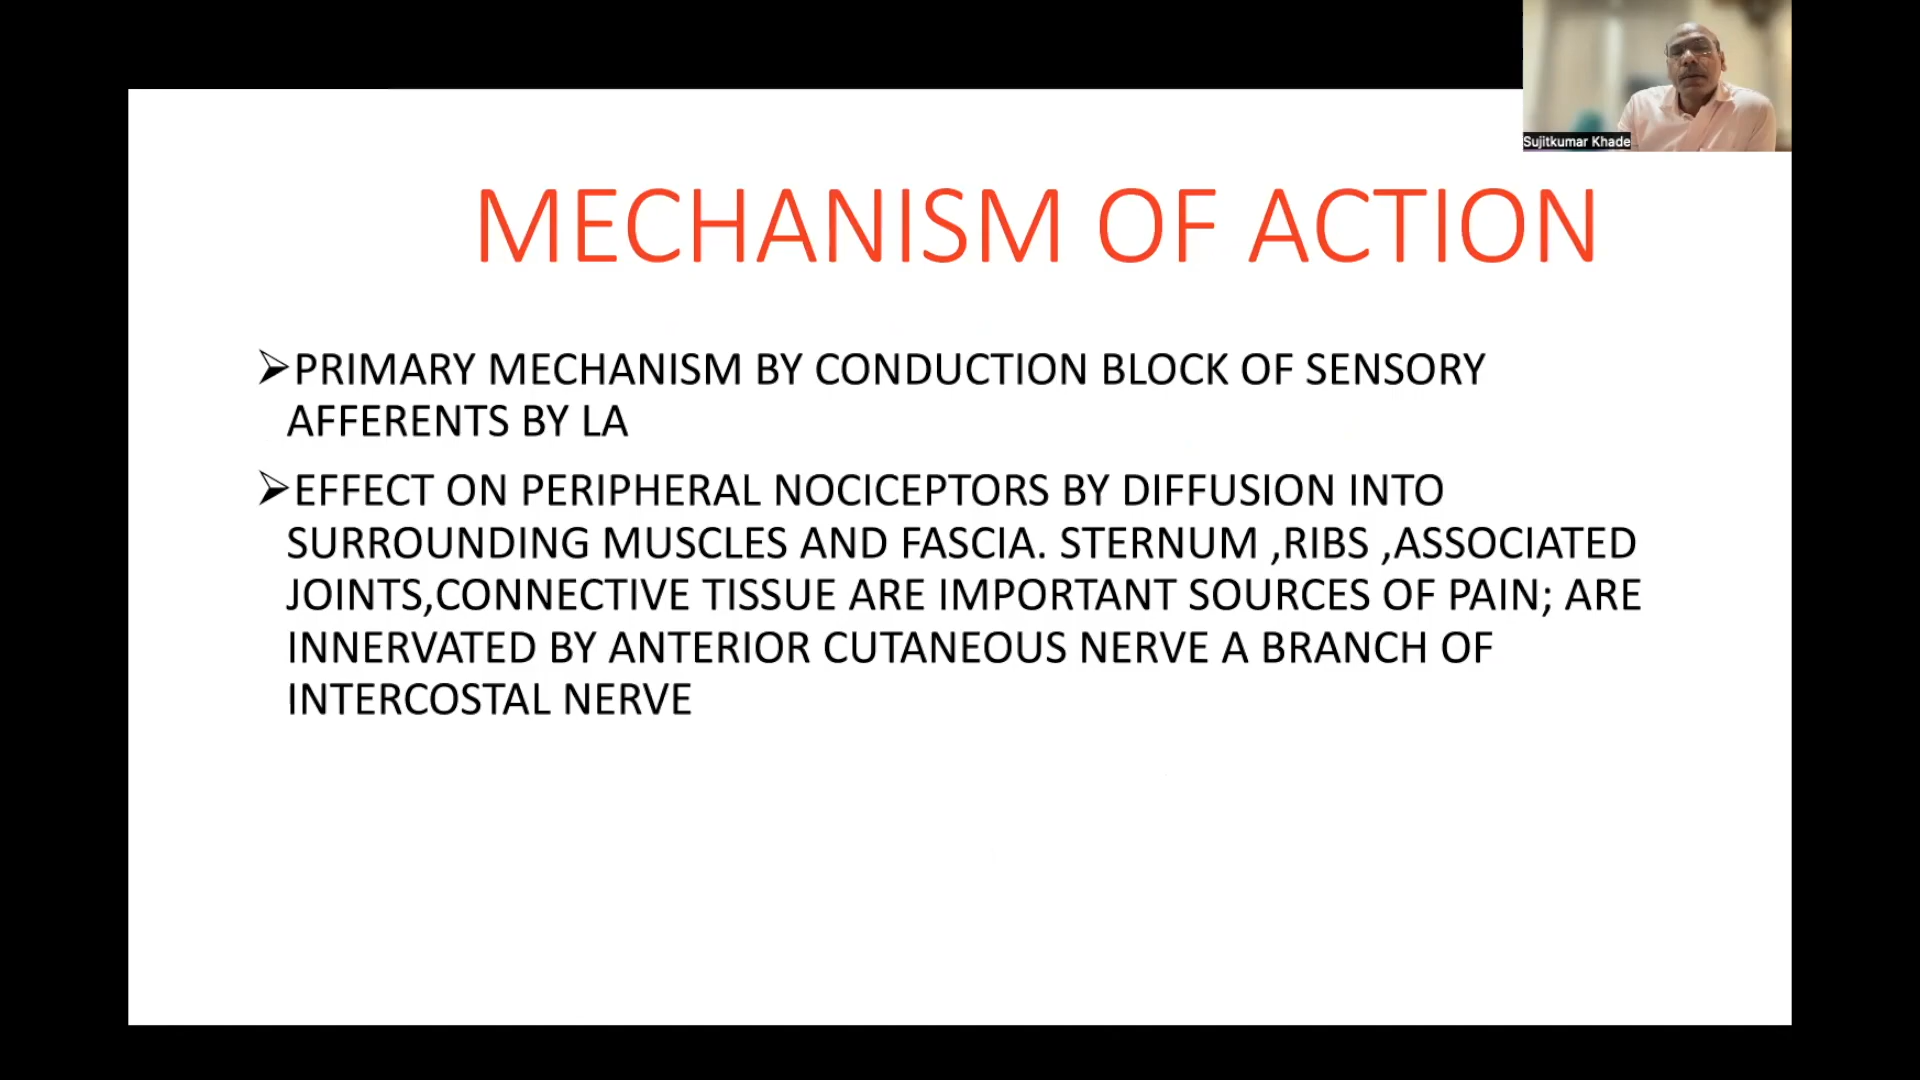 Sujitkumar Khade
MECHANISM OF ACTION
➢PRIMARY MECHANISM BY CONDUCTION BLOCK OF SENSORY
AFFERENTS BY LA
➢EFFECT ON PERIPHERAL NOCICEPTORS BY DIFFUSION INTO
SURROUNDING MUSCLES AND FASCIA. STERNUM ,RIBS ,ASSOCIATED
JOINTS,CONNECTIVE TISSUE ARE IMPORTANT SOURCES OF PAIN; ARE
INNERVATED BY ANTERIOR CUTANEOUS NERVE A BRANCH OF
INTERCOSTAL NERVE